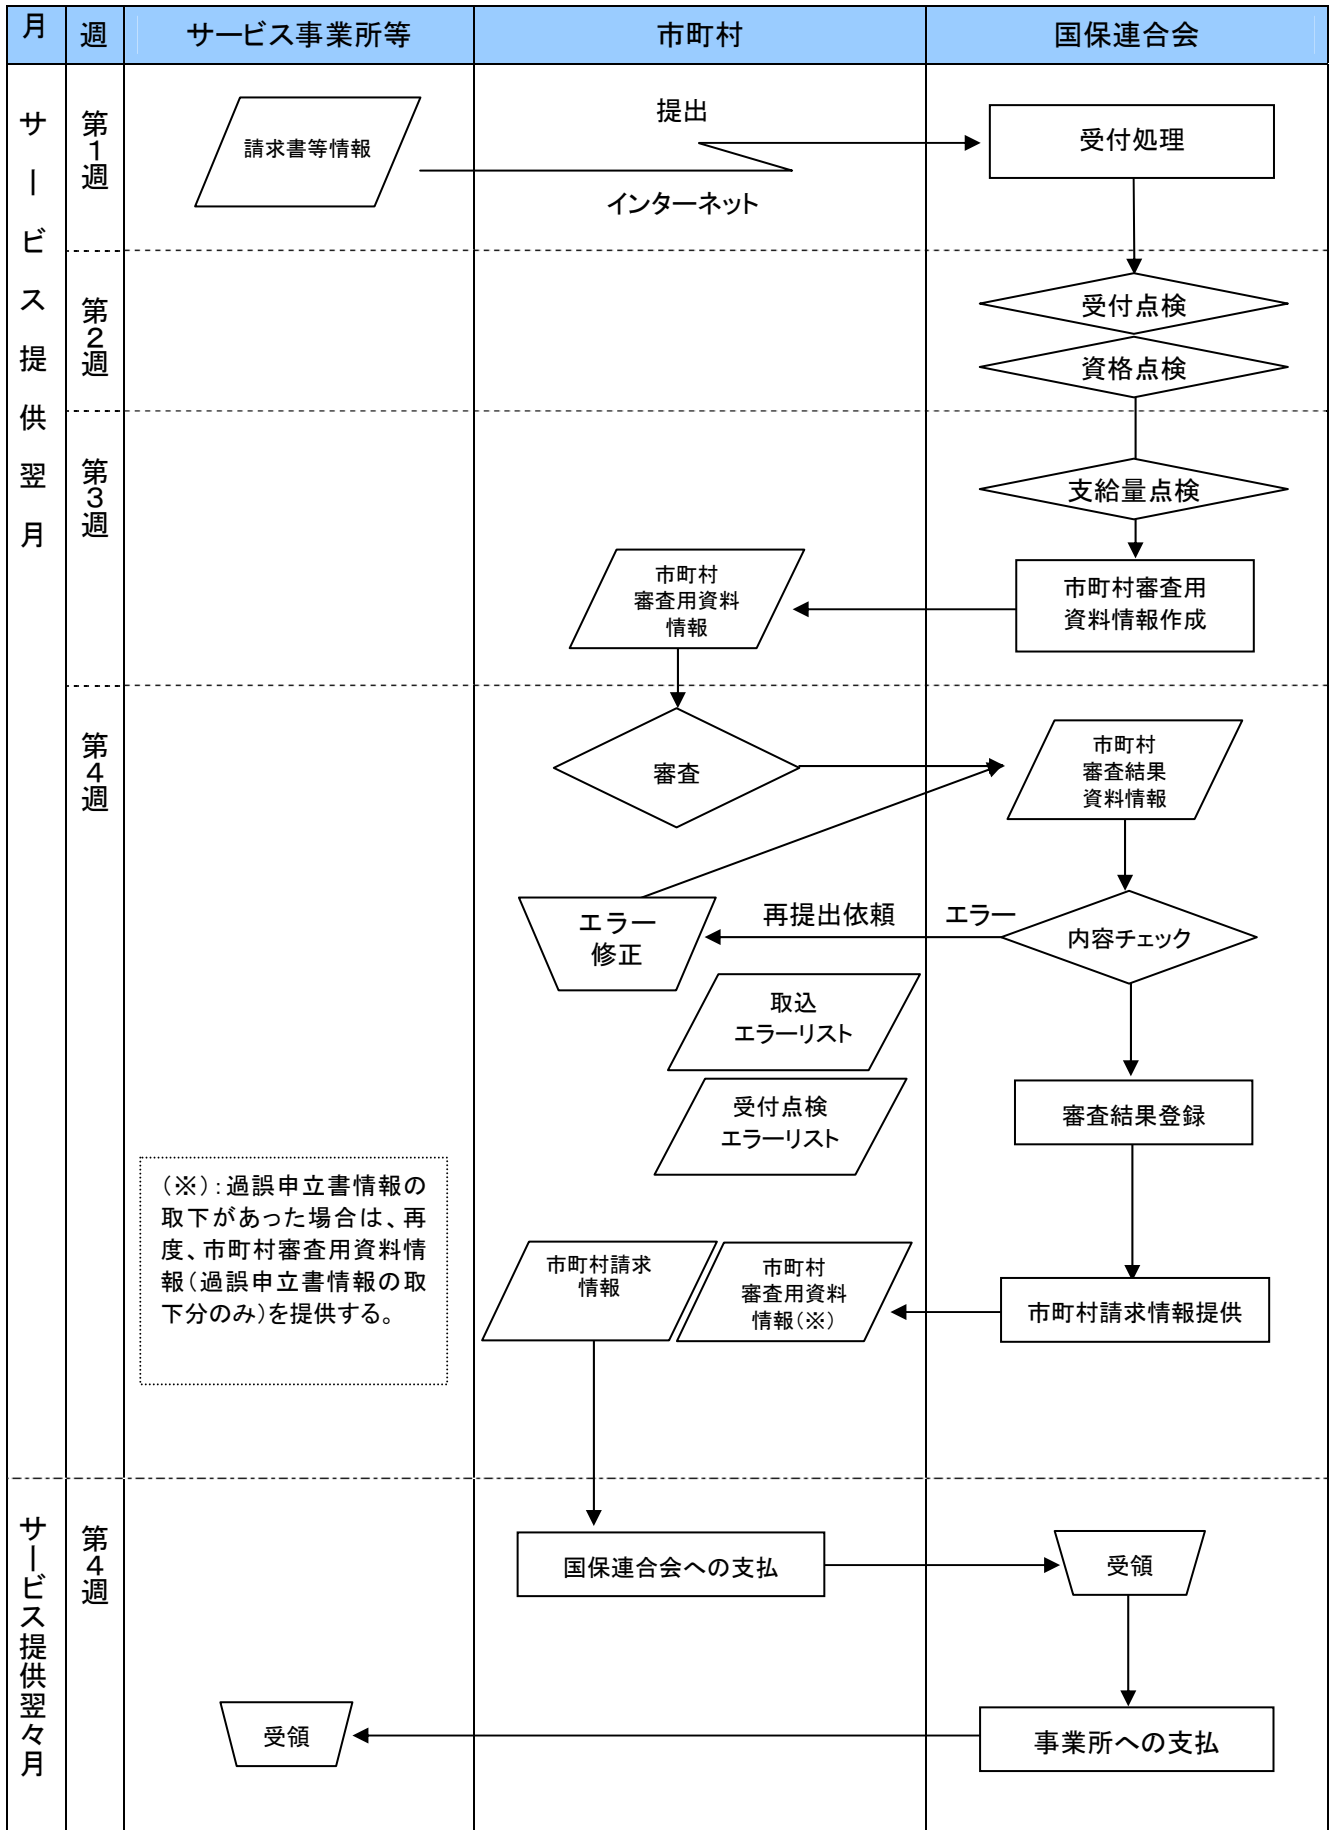 月 週 サービス事業所等 市町村 国保連合会
サービス提供翌月
第1週
請求書等情報
提出
インターネット
受付処理
第2週
受付点検
資格点検
第3週
支給量点検
市町村
審査用資料
情報
市町村審査用
資料情報作成
第4週
審査
市町村
審査結果
資料情報
エラー
修正
再提出依頼
エラー
内容チェック
取込
エラーリスト
受付点検
エラーリスト
審査結果登録
（※）：過誤申立書情報の
取下があった場合は、再
度、市町村審査用資料情
報（過誤申立書情報の取
下分のみ）を提供する。
市町村請求
情報
市町村
審査用資料
情報（※）
市町村請求情報提供
サービス提供翌々月
第4週
国保連合会への支払
受領
受領
事業所への支払